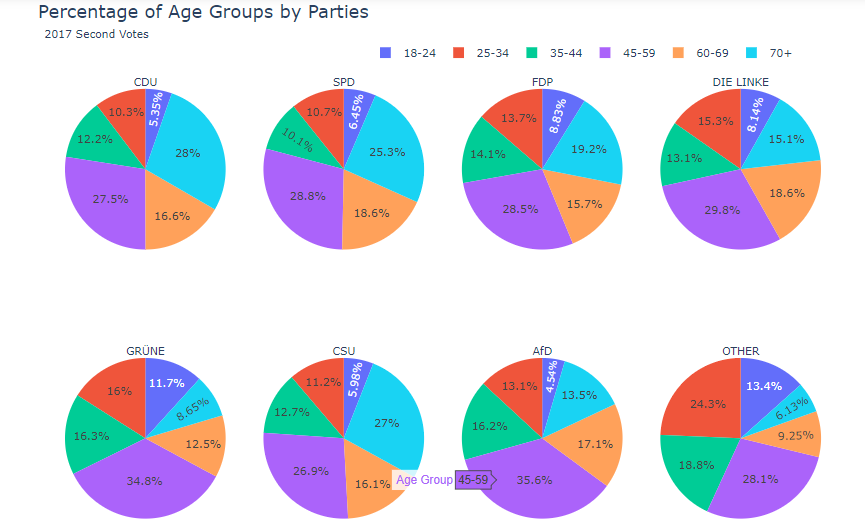 Percentage of Age Groups by Parties
2017 Second Votes
18-24 25-34 35-44 45-59 60-69 70+
CDU SPD FDP DIE LINKE
10.3% 5.35% 28% 12.2% 27.5% 16.6%
10.7% 6.45% 25.3% 10.1% 28.8% 18.6%
13.7% 8.83% 19.2% 14.1% 28.5% 15.7%
15.3% 8.14% 15.1% 13.1% 29.8% 18.6%
GRÜNE CSU AfD OTHER
16% 11.7% 8.65% 16.3% 12.5% 34.8%
11.2% 5.98% 27% 12.7% 26.9% 16.1%
13.1% 4.54% 13.5% 16.2% 17.1% 35.6%
24.3% 13.4% 6.13% 18.8% 9.25% 28.1%
Age Group 45-59